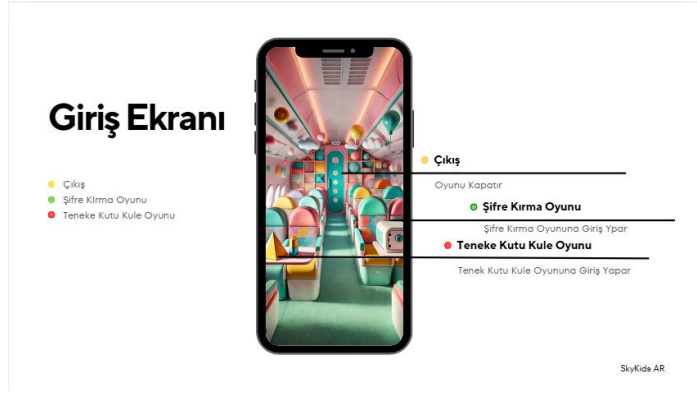 Giriş Ekranı
Çıkış
Şifre Kırma Oyunu
Teneke Kutu Kule Oyunu
Çıkış
Oyunu Kapatır
Şifre Kırma Oyunu
Şifre Kırma Oyununa Giriş Ypar
Teneke Kutu Kule Oyunu
Tenek Kutu Kule Oyununa Giriş Yapar
SkyKids AR